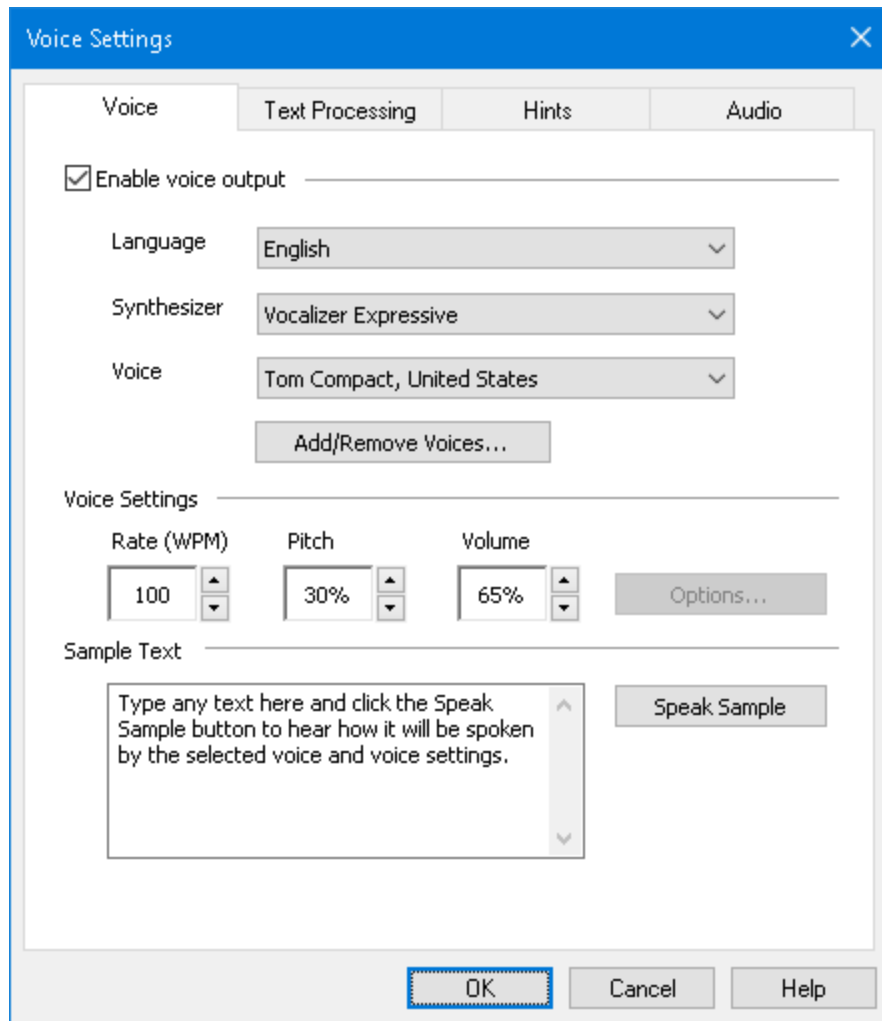 Voice Settings
Voice
Text Processing
Hints
Audio
Enable voice output
Language
English
Synthesizer
Vocalizer Expressive
Voice
Tom Compact, United States
Add/Remove Voices...
Voice Settings
Rate (WPM)
Pitch
Volume
100
30%
65%
Options...
Sample Text
Type any text here and click the Speak
Sample button to hear how it will be spoken
by the selected voice and voice settings.
Speak Sample
OK
Cancel
Help